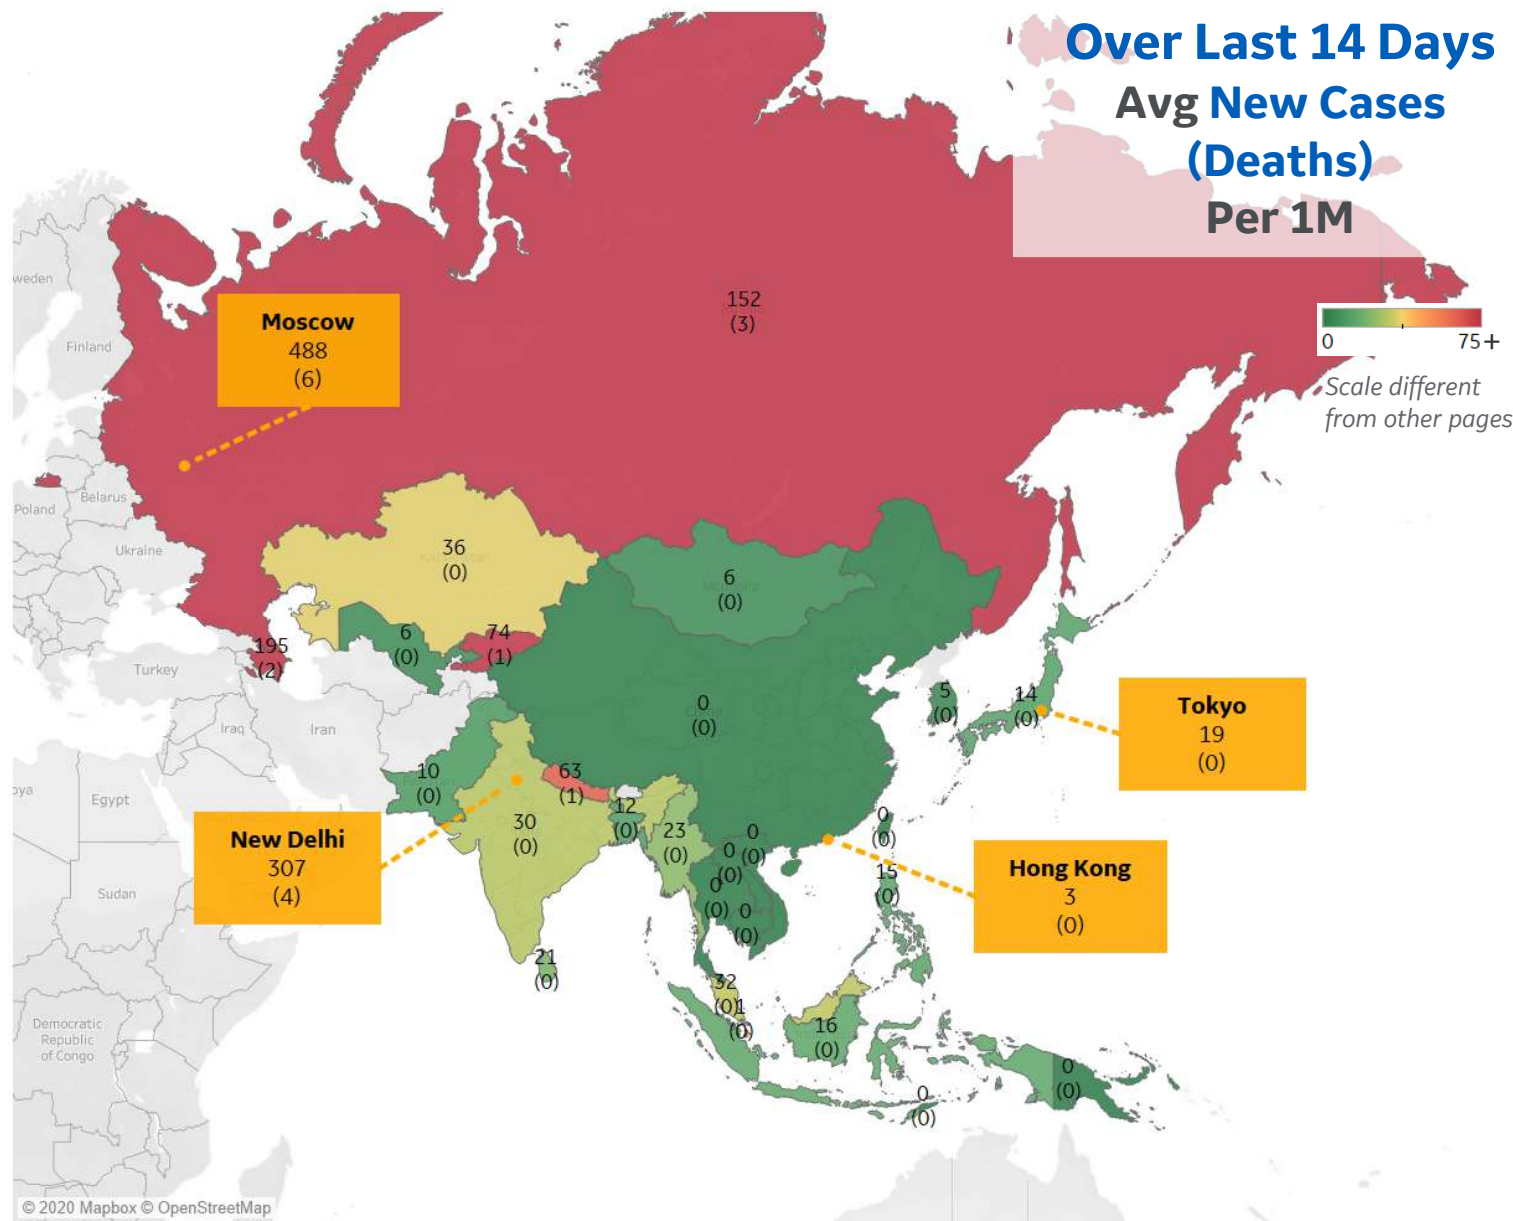 Over Last 14 Days
Avg New Cases
(Deaths)
Per 1M
0
75+
Scale different
from other pages
152
(3)
Moscow
488
(6)
weden
Finland
Belarus
Poland
Ukraine
36
(0)
6
(0)
195
(2)
6
(0)
74
(1)
Turkey
Iraq
Iran
0
(0)
5
(0)
14
(0)
Tokyo
19
(0)
oya
Egypt
10
(0)
63
(1)
12
(0)
New Delhi
307
(4)
30
(0)
23
(0)
0
(0)
0
(0)
0
(0)
0
(0)
0
(0)
15
(0)
Hong Kong
3
(0)
Sudan
21
(0)
32
(0)
1
(0)
16
(0)
Democratic
Republic
of Congo
0
(0)
0
(0)
© 2020 Mapbox © OpenStreetMap